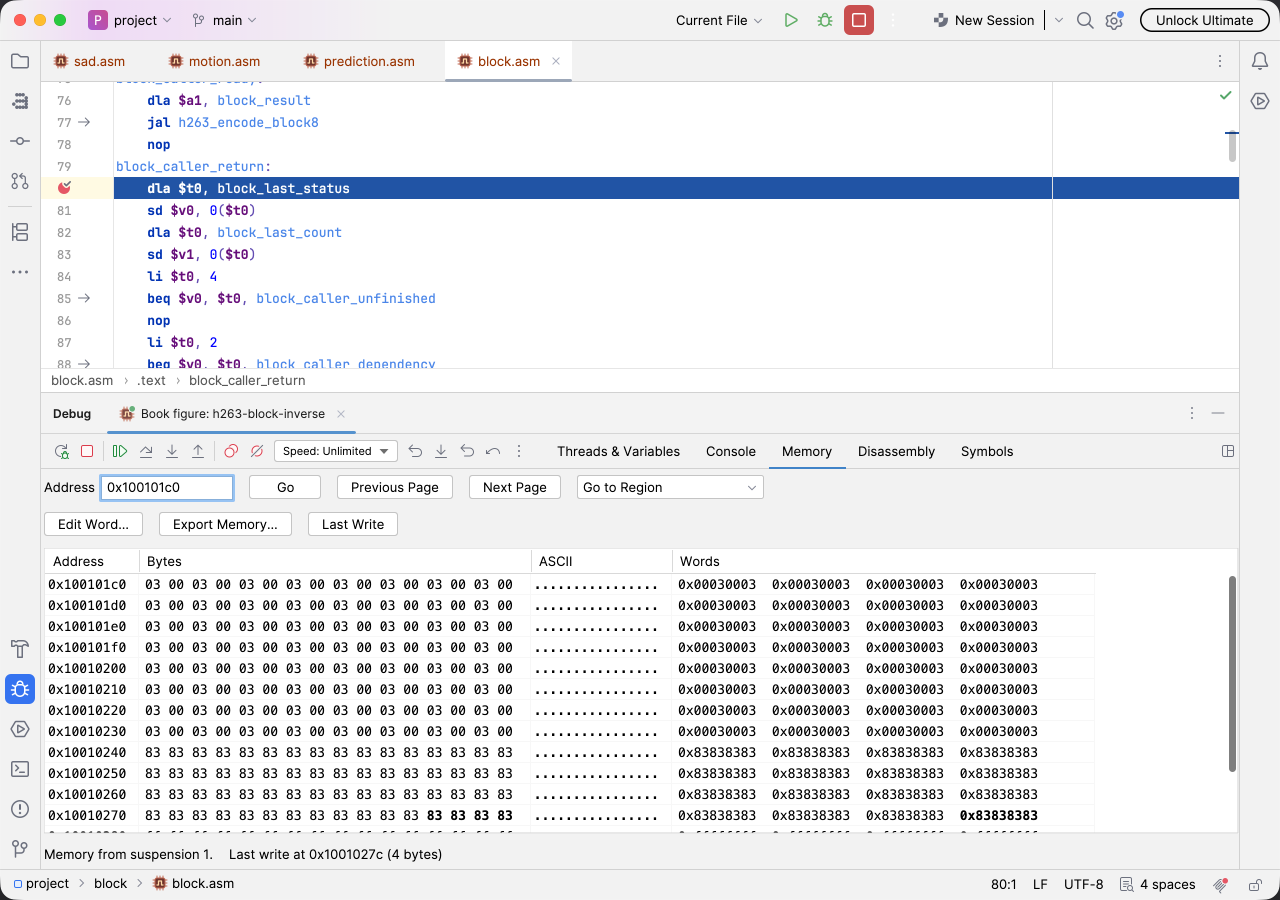 P project main Current File New Session Unlock Ultimate
sad.asm motion.asm prediction.asm block.asm
76 dla $a1, block_result
77 jal h263_encode_block8
78 nop
79 block_caller_return:
dla $t0, block_last_status
81 sd $v0, 0($t0)
82 dla $t0, block_last_count
83 sd $v1, 0($t0)
84 li $t0, 4
85 beq $v0, $t0, block_caller_unfinished
86 nop
87 li $t0, 2
88 beq $v0, $t0, block_caller_dependency
block.asm › .text › block_caller_return
Debug Book figure: h263-block-inverse
Speed: Unlimited Threads & Variables Console Memory Disassembly Symbols
Address 0x100101c0 Go Previous Page Next Page Go to Region
Edit Word... Export Memory... Last Write
Address Bytes ASCII Words
0x100101c0 03 00 03 00 03 00 03 00 03 00 03 00 03 00 03 00 ................ 0x00030003 0x00030003 0x00030003 0x00030003
0x100101d0 03 00 03 00 03 00 03 00 03 00 03 00 03 00 03 00 ................ 0x00030003 0x00030003 0x00030003 0x00030003
0x100101e0 03 00 03 00 03 00 03 00 03 00 03 00 03 00 03 00 ................ 0x00030003 0x00030003 0x00030003 0x00030003
0x100101f0 03 00 03 00 03 00 03 00 03 00 03 00 03 00 03 00 ................ 0x00030003 0x00030003 0x00030003 0x00030003
0x10010200 03 00 03 00 03 00 03 00 03 00 03 00 03 00 03 00 ................ 0x00030003 0x00030003 0x00030003 0x00030003
0x10010210 03 00 03 00 03 00 03 00 03 00 03 00 03 00 03 00 ................ 0x00030003 0x00030003 0x00030003 0x00030003
0x10010220 03 00 03 00 03 00 03 00 03 00 03 00 03 00 03 00 ................ 0x00030003 0x00030003 0x00030003 0x00030003
0x10010230 03 00 03 00 03 00 03 00 03 00 03 00 03 00 03 00 ................ 0x00030003 0x00030003 0x00030003 0x00030003
0x10010240 83 83 83 83 83 83 83 83 83 83 83 83 83 83 83 83 ................ 0x83838383 0x83838383 0x83838383 0x83838383
0x10010250 83 83 83 83 83 83 83 83 83 83 83 83 83 83 83 83 ................ 0x83838383 0x83838383 0x83838383 0x83838383
0x10010260 83 83 83 83 83 83 83 83 83 83 83 83 83 83 83 83 ................ 0x83838383 0x83838383 0x83838383 0x83838383
0x10010270 83 83 83 83 83 83 83 83 83 83 83 83 83 83 83 83 ................ 0x83838383 0x83838383 0x83838383 0x83838383
Memory from suspension 1. Last write at 0x1001027c (4 bytes)
project › block › block.asm 80:1 LF UTF-8 4 spaces